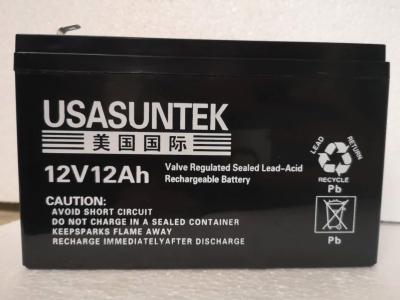 USASUNTEK
美国国际
12V12Ah
Valve Regulated Sealed Lead-Acid
Rechargeable Battery
CAUTION:
AVOID SHORT CIRCUIT
DO NOT CHARGE IN A SEALED CONTAINER
KEEPSPARKS FLAME AWAY
RECHARGE IMMEDIATELYAFTER DISCHARGE
LEAD
RETURN
RECYCLE
Pb
Pb